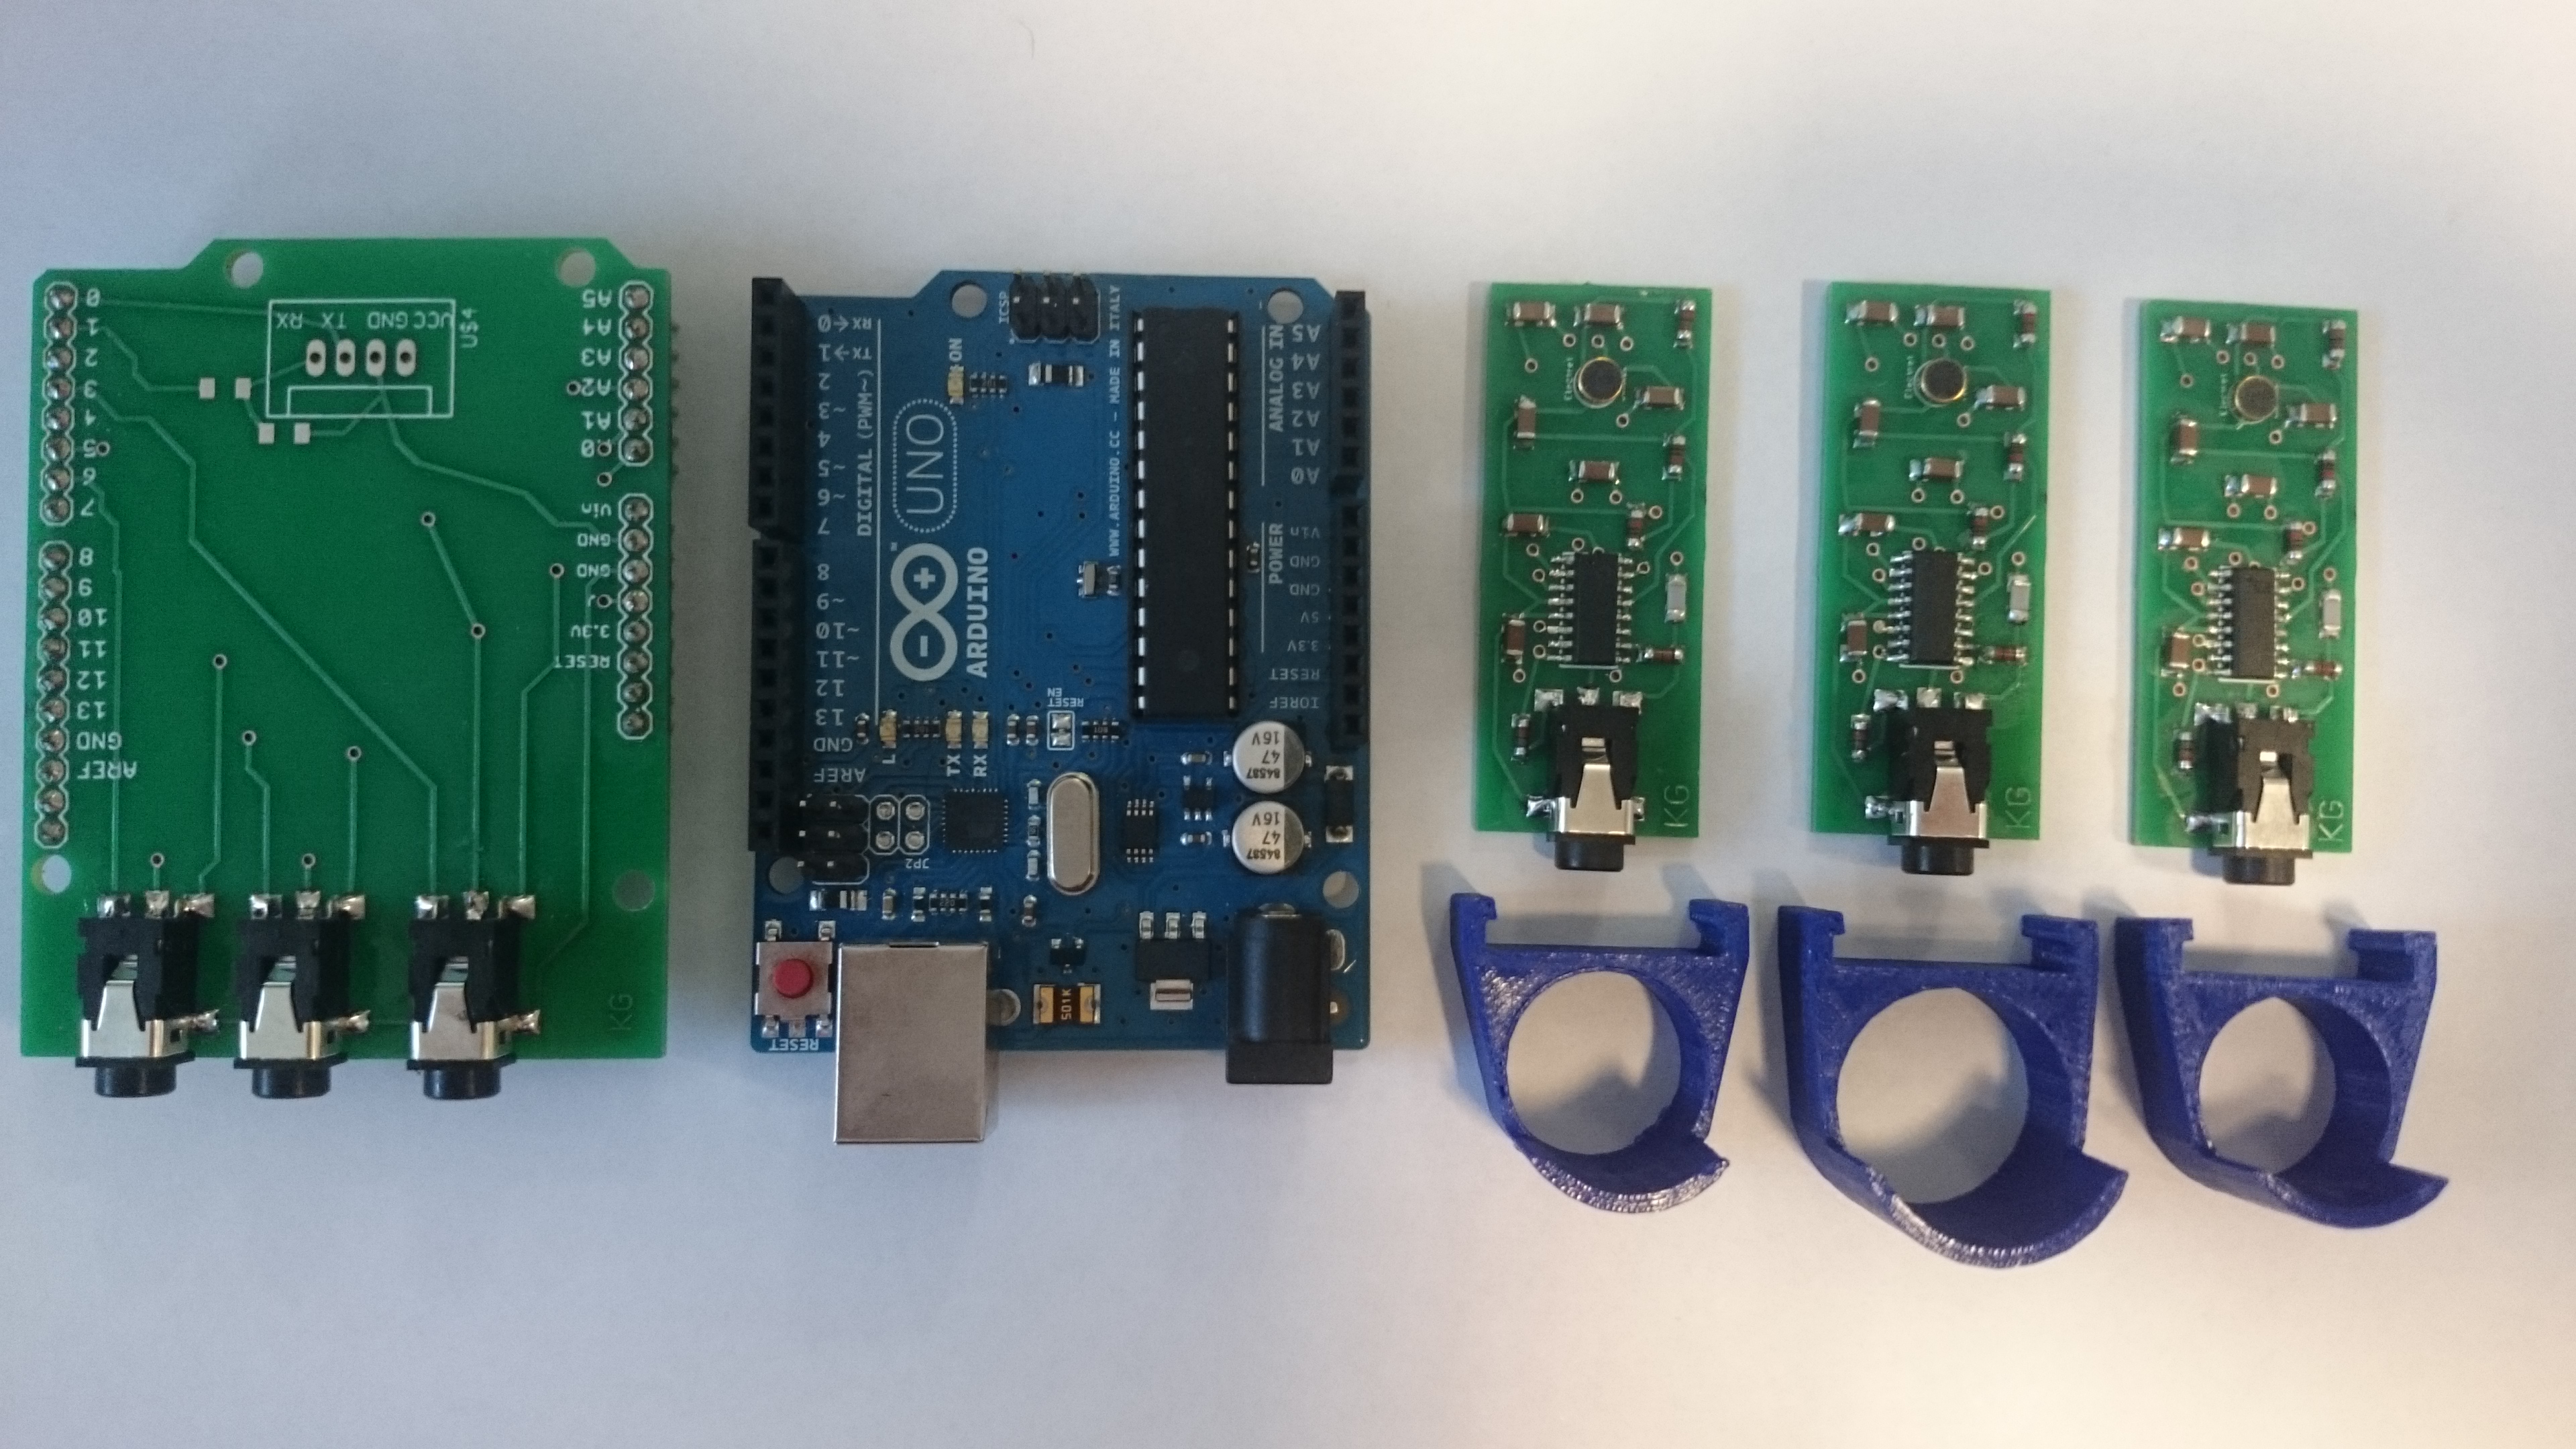 0
1
2
3
4
5
6
7
8
9
10
11
12
13
GND
AREF
RX TX GND VCC
U$4
A5
A4
A3
A2
A1
A0
Vin
GND
GND
3.3V
RESET
KG
ICSP
ON
RX←0
TX→1
2
~3
4
~5
~6
7
8
~9
~10
~11
12
13
GND
AREF
DIGITAL (PWM~)
UNO
ARDUINO
WWW.ARDUINO.CC - MADE IN ITALY
ANALOG IN
A5
A4
A3
A2
A1
A0
POWER
Vin
GND
GND
5V
3.3V
RESET
IOREF
RESET EN
L
TX
RX
JP2
47
16V
47
16V
501K
RESET
Electret
KG
Electret
KG
Electret
KG